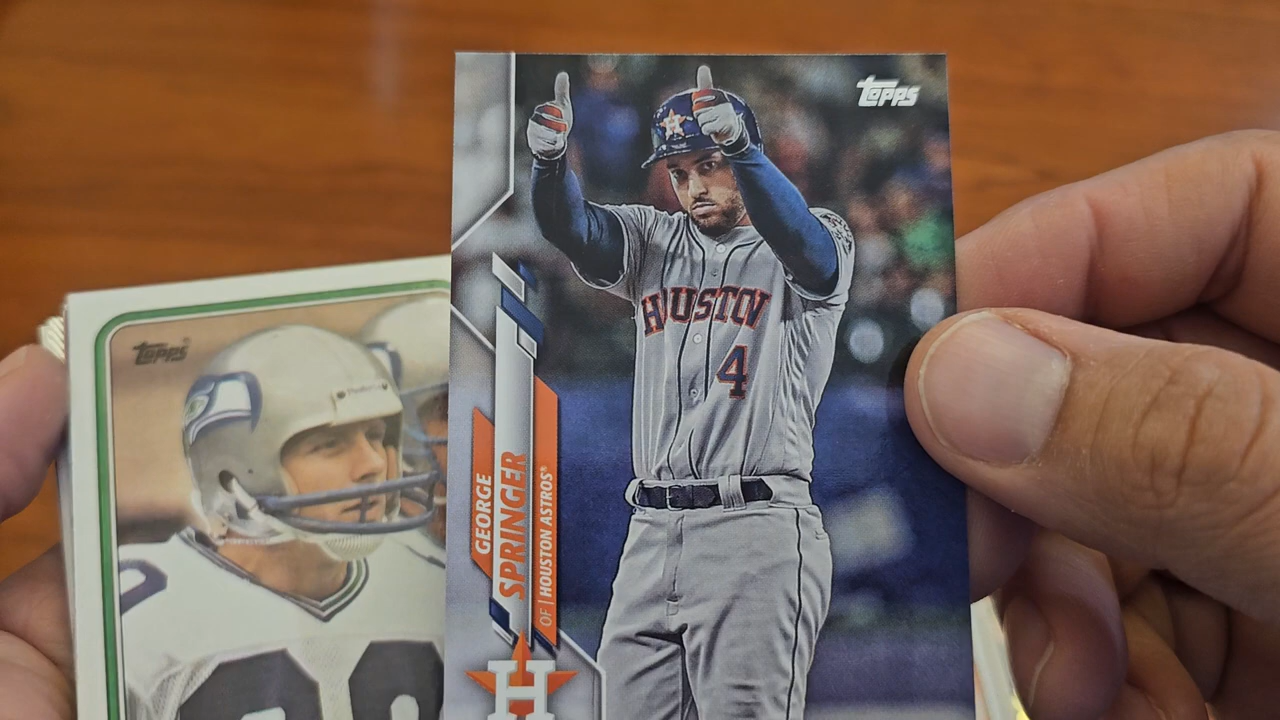 Topps
HOUSTON
4
GEORGE
SPRINGER
OF | HOUSTON ASTROS®
H
Topps®